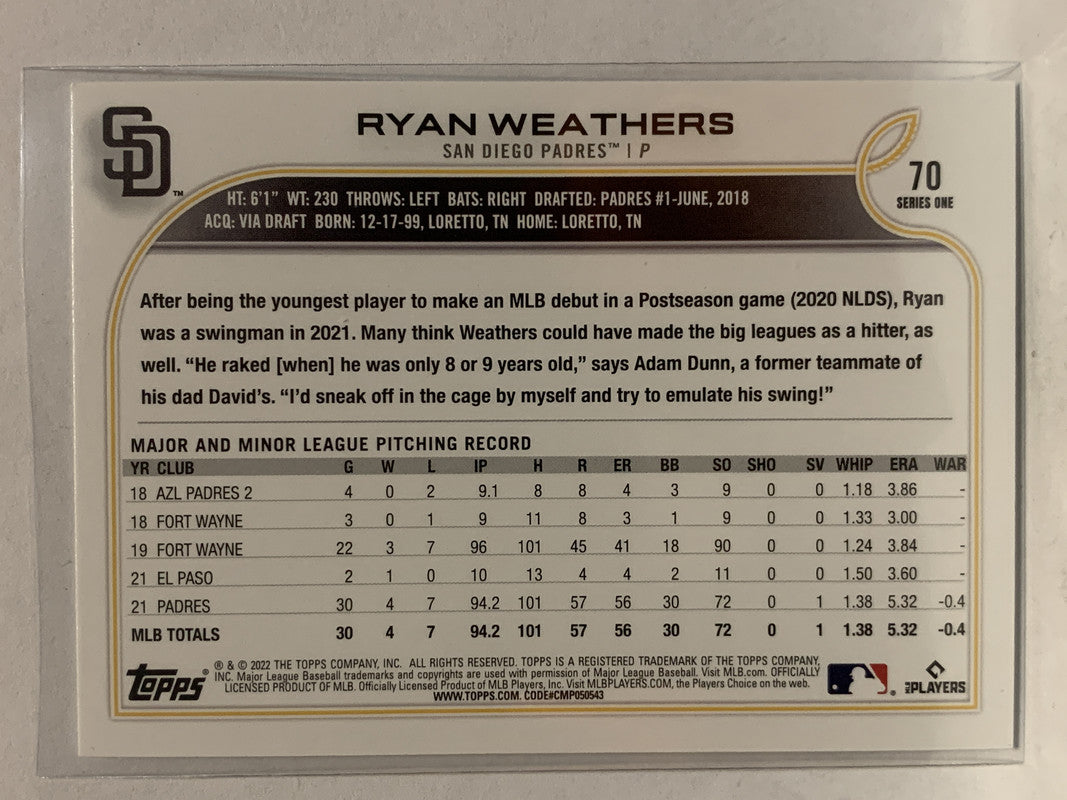 SD™
RYAN WEATHERS
SAN DIEGO PADRES™ | P
70
SERIES ONE
HT: 6'1" WT: 230 THROWS: LEFT BATS: RIGHT DRAFTED: PADRES #1-JUNE, 2018
ACQ: VIA DRAFT BORN: 12-17-99, LORETTO, TN HOME: LORETTO, TN
After being the youngest player to make an MLB debut in a Postseason game (2020 NLDS), Ryan
was a swingman in 2021. Many think Weathers could have made the big leagues as a hitter, as
well. “He raked [when] he was only 8 or 9 years old,” says Adam Dunn, a former teammate of
his dad David’s. “I’d sneak off in the cage by myself and try to emulate his swing!”
MAJOR AND MINOR LEAGUE PITCHING RECORD
YR CLUB G W L IP H R ER BB SO SHO SV WHIP ERA WAR
18 AZL PADRES 2 4 0 2 9.1 8 8 4 3 9 0 0 1.18 3.86 -
18 FORT WAYNE 3 0 1 9 11 8 3 1 9 0 0 1.33 3.00 -
19 FORT WAYNE 22 3 7 96 101 45 41 18 90 0 0 1.24 3.84 -
21 EL PASO 2 1 0 10 13 4 4 2 11 0 0 1.50 3.60 -
21 PADRES 30 4 7 94.2 101 57 56 30 72 0 1 1.38 5.32 -0.4
MLB TOTALS 30 4 7 94.2 101 57 56 30 72 0 1 1.38 5.32 -0.4
topps®
® & © 2022 THE TOPPS COMPANY, INC. ALL RIGHTS RESERVED. TOPPS IS A REGISTERED TRADEMARK OF THE TOPPS COMPANY,
INC. Major League Baseball trademarks and copyrights are used with permission of Major League Baseball. Visit MLB.com. OFFICIALLY
LICENSED PRODUCT OF MLB. Officially Licensed Product of MLB Players, Inc. Visit MLBPLAYERS.COM, the Players Choice on the web.
WWW.TOPPS.COM. CODE#CMP050543
®
MLB PLAYERS